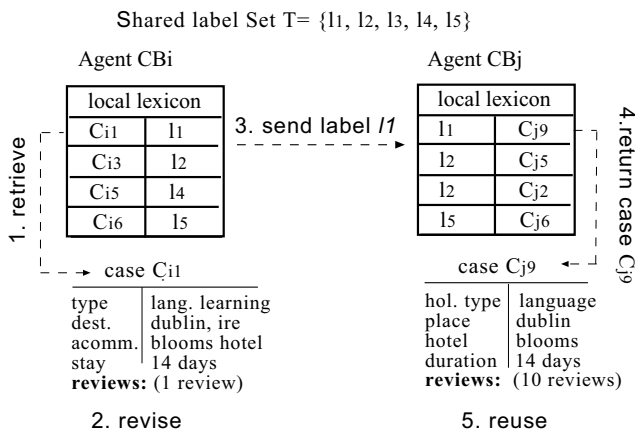 Shared label Set T= {l1, l2, l3, l4, l5}
Agent CBi
local lexicon
Ci1 l1
Ci3 l2
Ci5 l4
Ci6 l5
1. retrieve
3. send label l1
Agent CBj
local lexicon
l1 Cj9
l2 Cj5
l2 Cj2
l5 Cj6
4.return case Cj9
case Ci1
type lang. learning
dest. dublin, ire
acomm. blooms hotel
stay 14 days
reviews: (1 review)
2. revise
case Cj9
hol. type language
place dublin
hotel blooms
duration 14 days
reviews: (10 reviews)
5. reuse